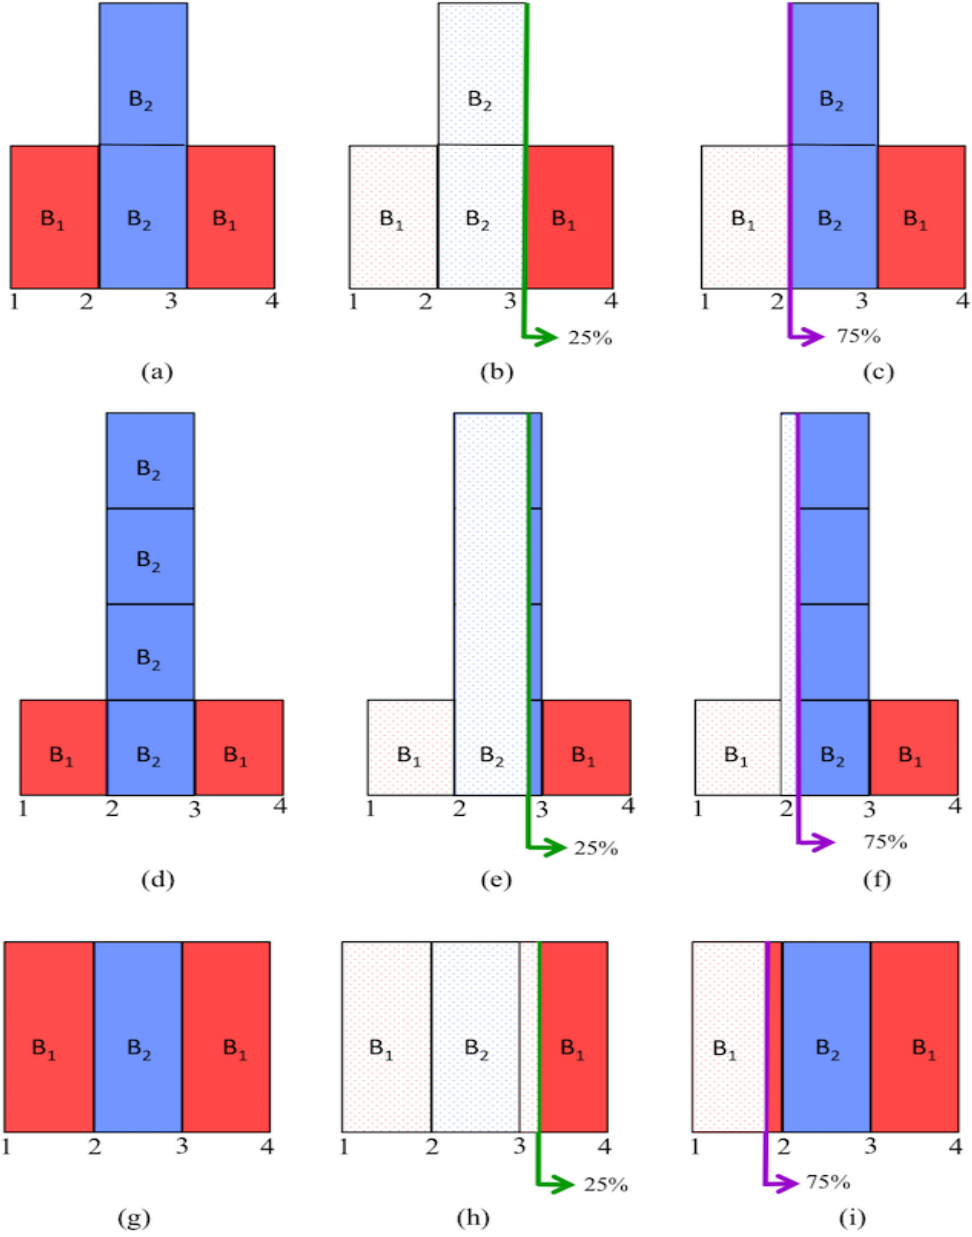 B₂ B₂ B₂
B₁ B₂ B₁ B₁ B₂ B₁ B₁ B₂ B₁
1 2 3 4 1 2 3 4 1 2 3 4
25% 75%
(a) (b) (c)
B₂
B₂
B₂
B₁ B₂ B₁ B₁ B₂ B₁ B₁ B₂ B₁
1 2 3 4 1 2 3 4 1 2 3 4
25% 75%
(d) (e) (f)
B₁ B₂ B₁ B₁ B₂ B₁ B₁ B₂ B₁
1 2 3 4 1 2 3 4 1 2 3 4
25% 75%
(g) (h) (i)